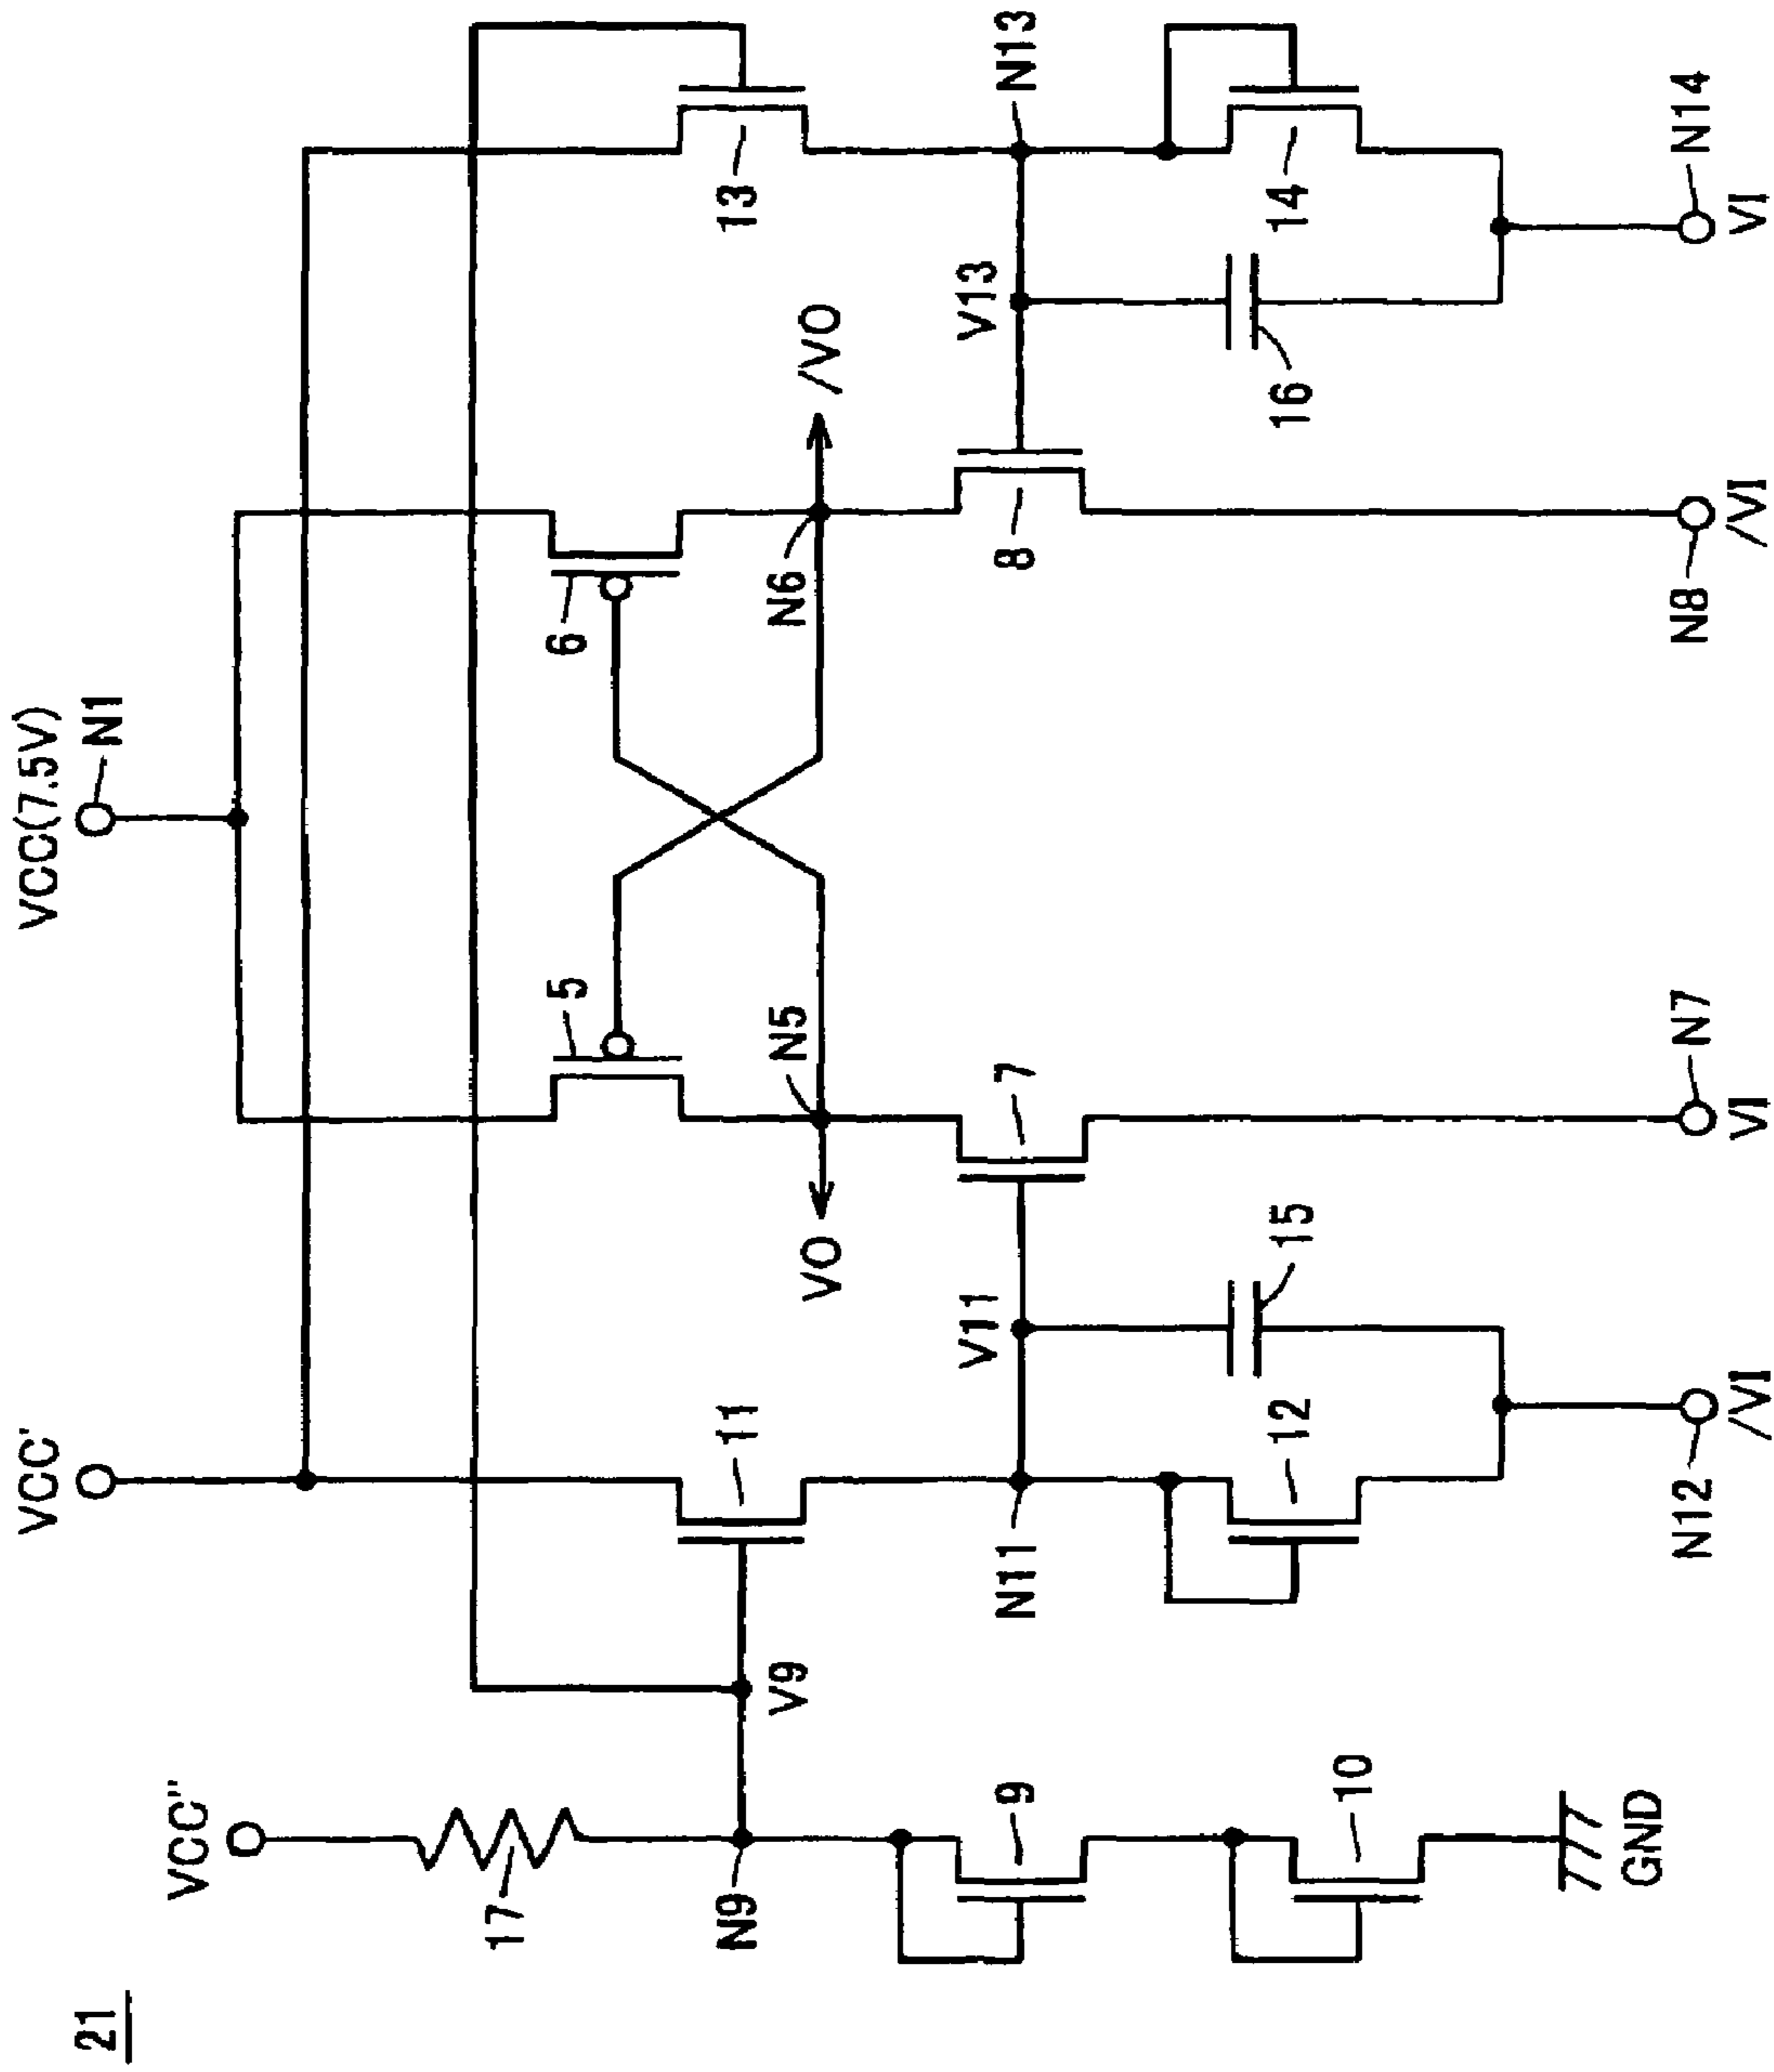 21
VCC(7.5V)
N1
VCC'
VCC"
17
N9
V9
11
5
6
13
N5
VO
N6
/VO
9
10
GND
N11
V11
7
8
V13
N13
12
15
16
14
N12
/VI
N7
VI
N8
/VI
N14
VI